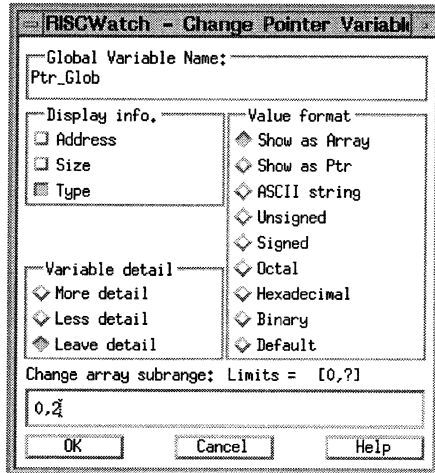 RISCWatch - Change Pointer Variable
Global Variable Name:
Ptr_Glob
Display info.
Address
Size
Type
Value format
Show as Array
Show as Ptr
ASCII string
Unsigned
Signed
Octal
Hexadecimal
Binary
Default
Variable detail
More detail
Less detail
Leave detail
Change array subrange: Limits = [0,?]
0,2
OK Cancel Help